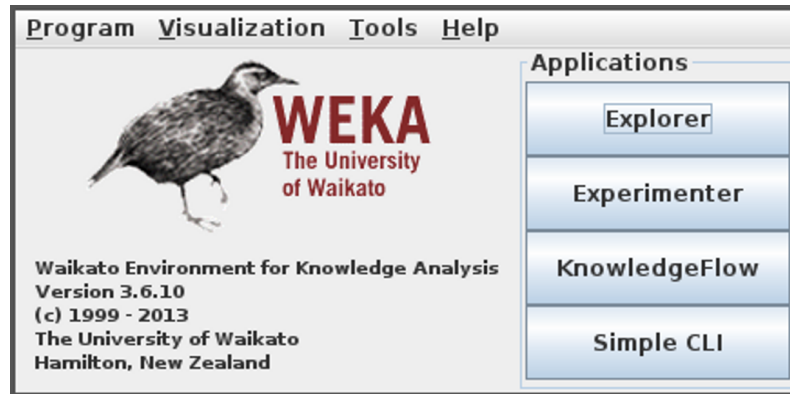 Program Visualization Tools Help
Applications
WEKA
The University
of Waikato
Explorer
Experimenter
KnowledgeFlow
Simple CLI
Waikato Environment for Knowledge Analysis
Version 3.6.10
(c) 1999 - 2013
The University of Waikato
Hamilton, New Zealand